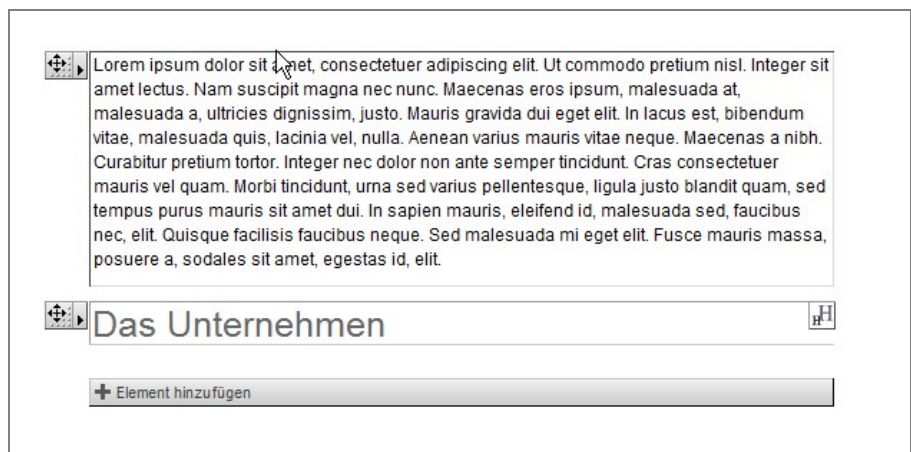 Lorem ipsum dolor sit amet, consectetuer adipiscing elit. Ut commodo pretium nisl. Integer sit
amet lectus. Nam suscipit magna nec nunc. Maecenas eros ipsum, malesuada at,
malesuada a, ultricies dignissim, justo. Mauris gravida dui eget elit. In lacus est, bibendum
vitae, malesuada quis, lacinia vel, nulla. Aenean varius mauris vitae neque. Maecenas a nibh.
Curabitur pretium tortor. Integer nec dolor non ante semper tincidunt. Cras consectetuer
mauris vel quam. Morbi tincidunt, urna sed varius pellentesque, ligula justo blandit quam, sed
tempus purus mauris sit amet dui. In sapien mauris, eleifend id, malesuada sed, faucibus
nec, elit. Quisque facilisis faucibus neque. Sed malesuada mi eget elit. Fusce mauris massa,
posuere a, sodales sit amet, egestas id, elit.
Das Unternehmen
HH
Element hinzufügen